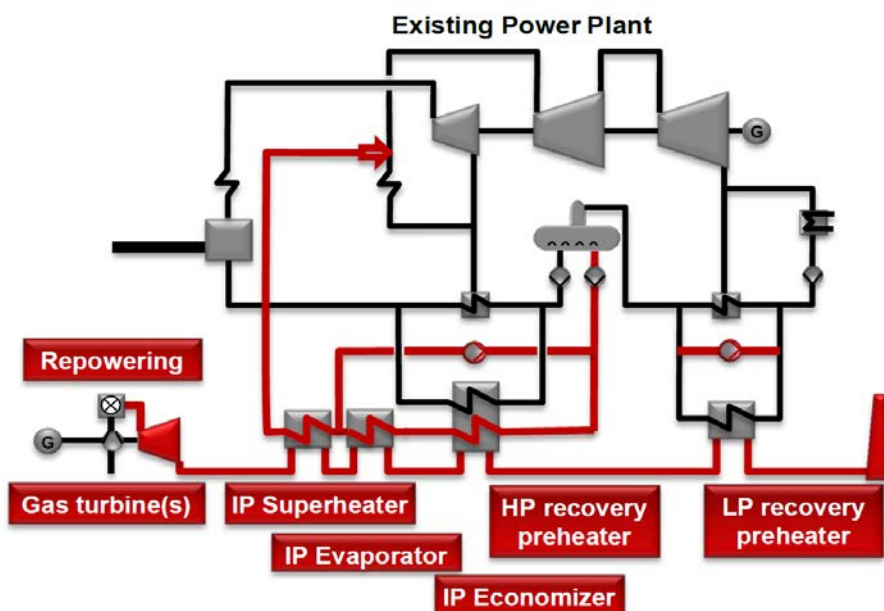 Existing Power Plant
G
Repowering
G
Gas turbine(s)
IP Superheater
HP recovery
preheater
LP recovery
preheater
IP Evaporator
IP Economizer